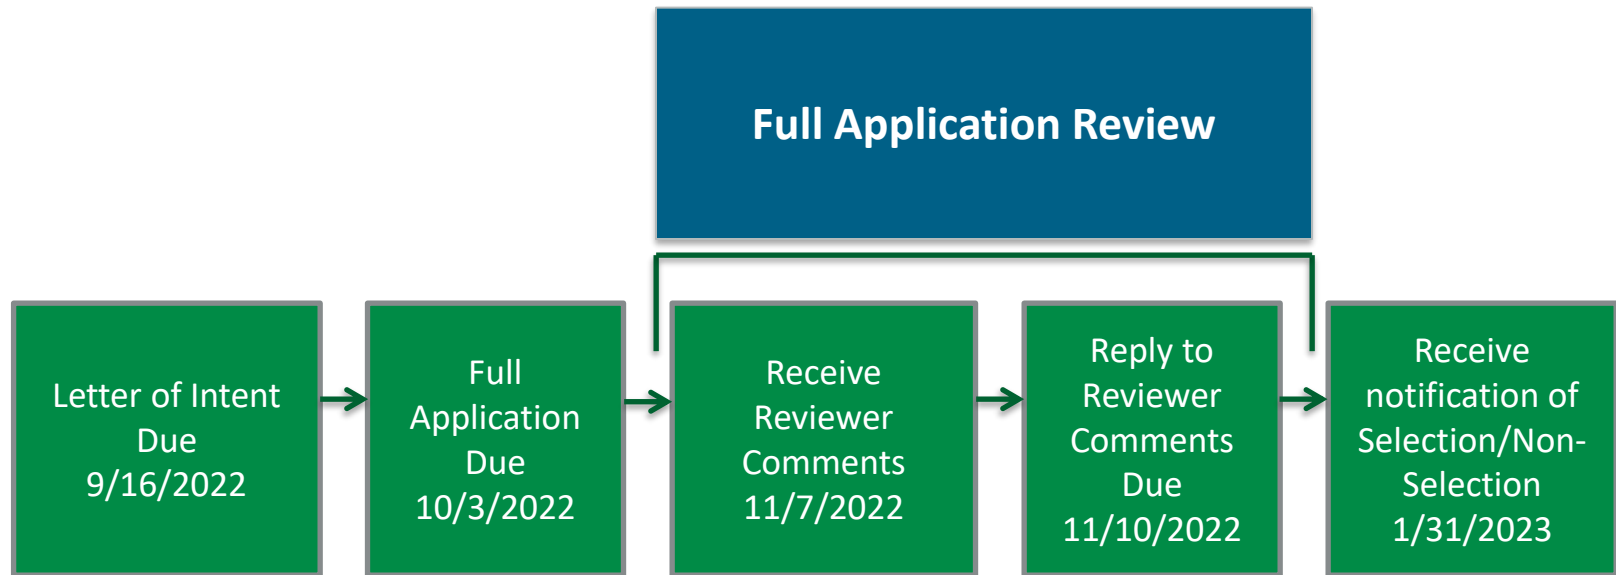 Full Application Review
Letter of Intent
Due
9/16/2022
Full
Application
Due
10/3/2022
Receive
Reviewer
Comments
11/7/2022
Reply to
Reviewer
Comments
Due
11/10/2022
Receive
notification of
Selection/Non-
Selection
1/31/2023